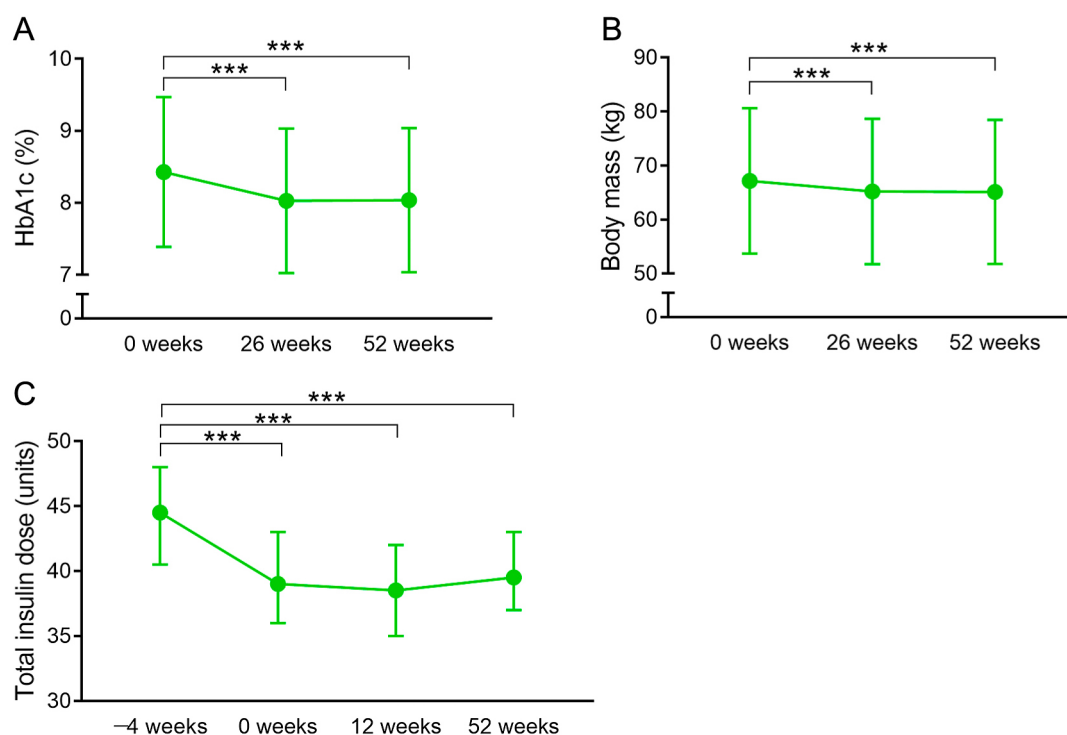 A
HbA1c (%)
10
9
8
7
0
***
***
0 weeks 26 weeks 52 weeks
B
Body mass (kg)
90
80
70
60
50
0
***
***
0 weeks 26 weeks 52 weeks
C
Total insulin dose (units)
50
45
40
35
30
***
***
***
−4 weeks 0 weeks 12 weeks 52 weeks